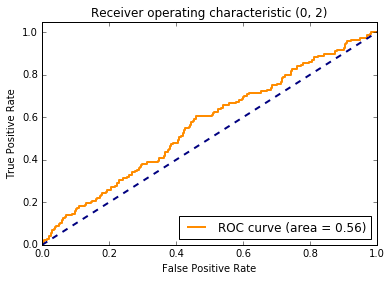 Receiver operating characteristic (0, 2)
True Positive Rate
1.0
0.8
0.6
0.4
0.2
0.0
ROC curve (area = 0.56)
0.0 0.2 0.4 0.6 0.8 1.0
False Positive Rate